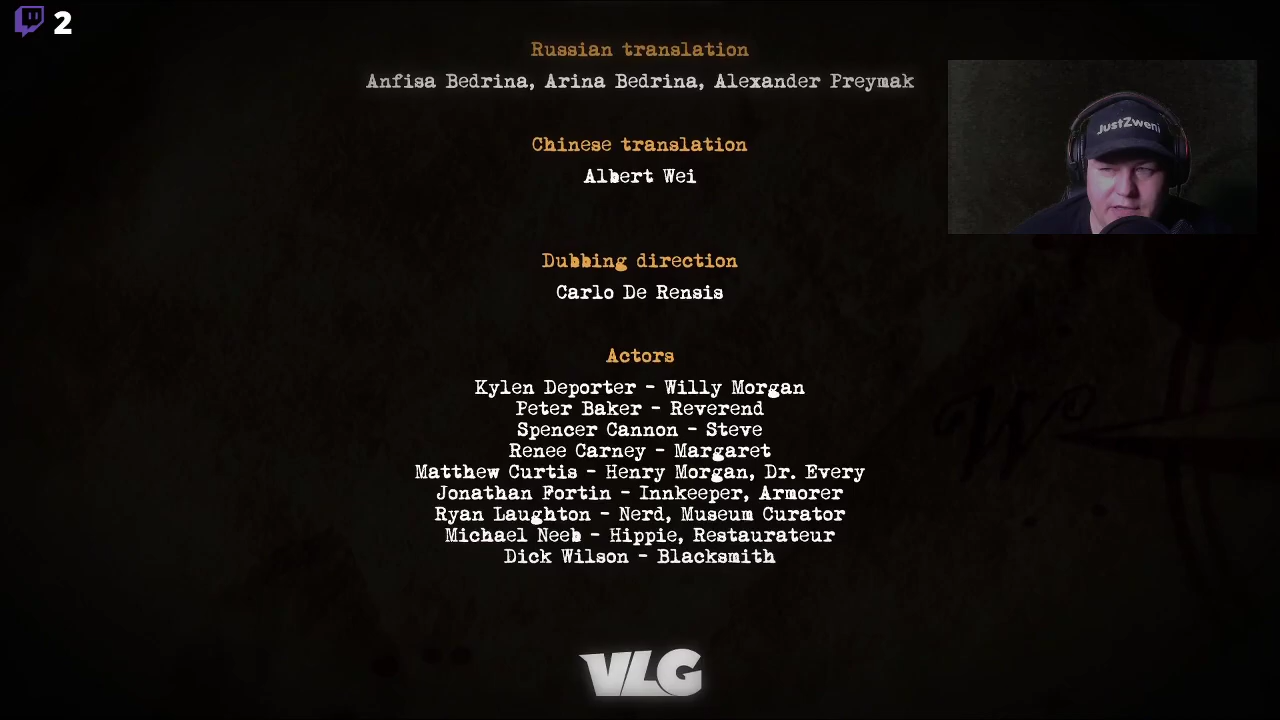 2
Russian translation
Anfisa Bedrina, Arina Bedrina, Alexander Preymak
Chinese translation
Albert Wei
JustZweni
Dubbing direction
Carlo De Rensis
Actors
Kylen Deporter - Willy Morgan
Peter Baker - Reverend
Spencer Cannon - Steve
Renee Carney - Margaret
Matthew Curtis - Henry Morgan, Dr. Every
Jonathan Fortin - Innkeeper, Armorer
Ryan Laughton - Nerd, Museum Curator
Michael Neeb - Hippie, Restaurateur
Dick Wilson - Blacksmith
W
VLG